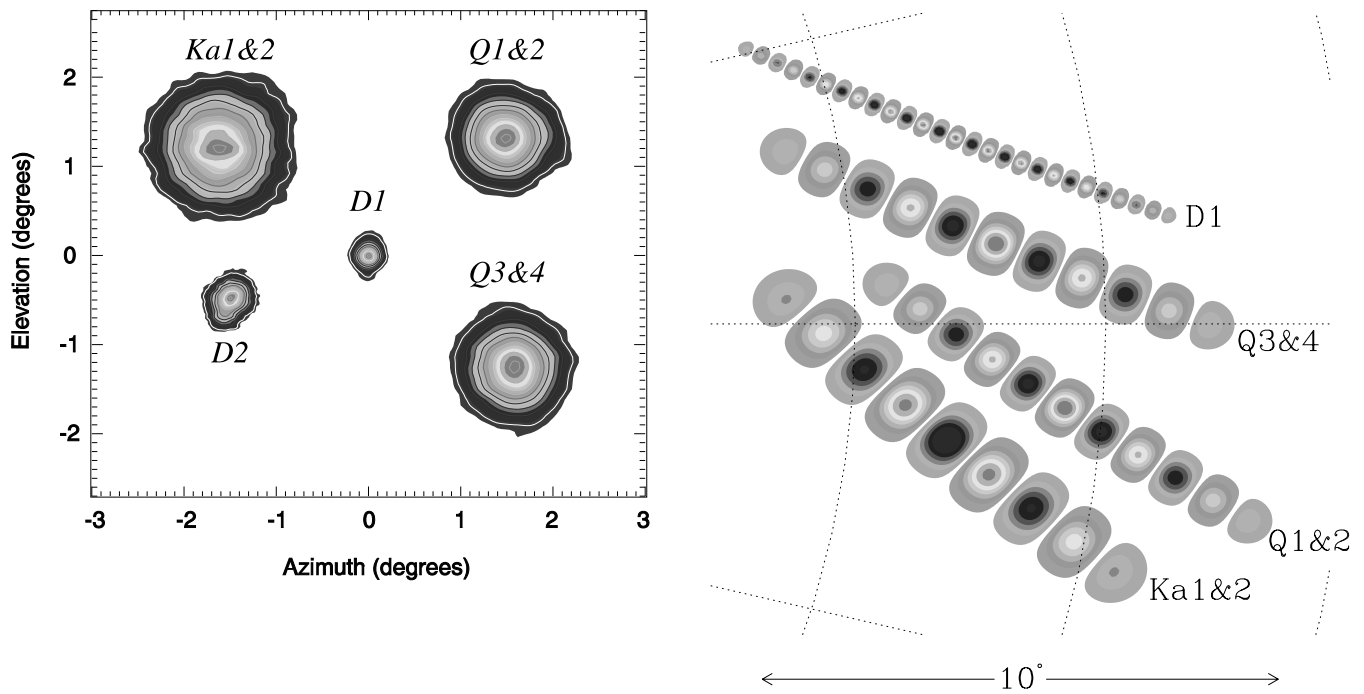 Ka1&2
Q1&2
D1
D2
Q3&4
2
1
0
-1
-2
-3
-2
-1
0
1
2
3
Elevation (degrees)
Azimuth (degrees)
D1
Q3&4
Q1&2
Ka1&2
10°